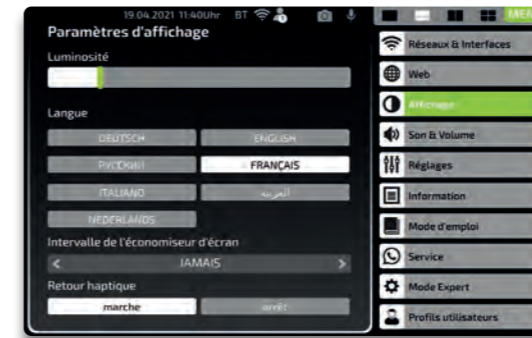 19.04.2021 11:40Uhr BT
MENU
Paramètres d'affichage
Luminosité
Langue
DEUTSCH ENGLISH
РУССКИЙ FRANÇAIS
ITALIANO العربية
NEDERLANDS
Intervalle de l'économiseur d'écran
< JAMAIS >
Retour haptique
marche arrêt
Réseaux & Interfaces
Web
Affichage
Son & Volume
Réglages
Information
Mode d'emploi
Service
Mode Expert
Profils utilisateurs